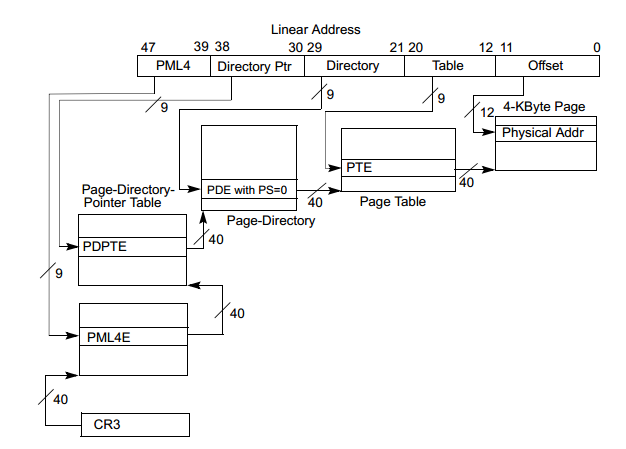 Linear Address
47 39 38 30 29 21 20 12 11 0
PML4 Directory Ptr Directory Table Offset
9
9
9
12
4-KByte Page
Physical Addr
PTE
40
Page Table
PDE with PS=0
40
Page-Directory
Page-Directory-
Pointer Table
PDPTE
40
9
40
PML4E
40
CR3